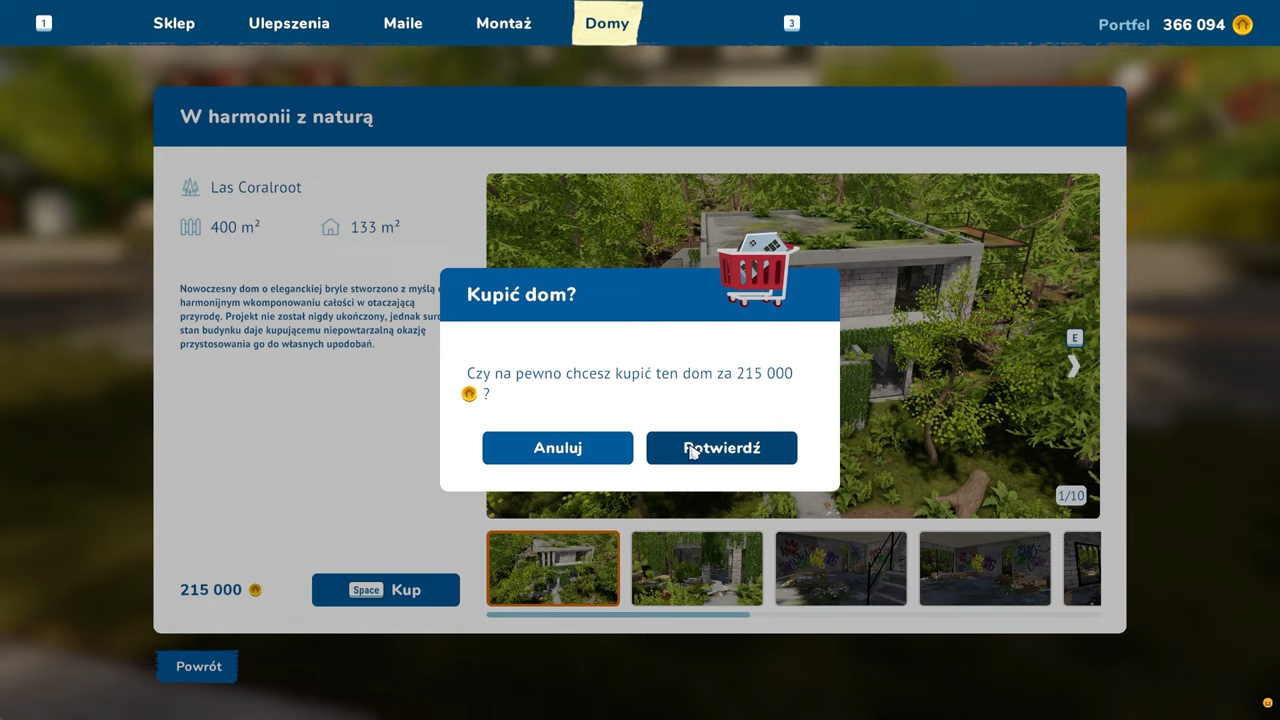 1
Sklep
Ulepszenia
Maile
Montaż
Domy
3
Portfel 366 094
W harmonii z naturą
Las Coralroot
400 m²
133 m²
Nowoczesny dom o eleganckiej bryle stworzono z myślą
harmonijnym wkomponowaniu całości w otaczającą
przyrodę. Projekt nie został nigdy ukończony, jednak
stan budynku daje kupującemu niepowtarzalną okazję
przystosowania go do własnych upodobań.
Kupić dom?
Czy na pewno chcesz kupić ten dom za 215 000
?
Anuluj
Potwierdź
E
1/10
215 000
Space Kup
Powrót